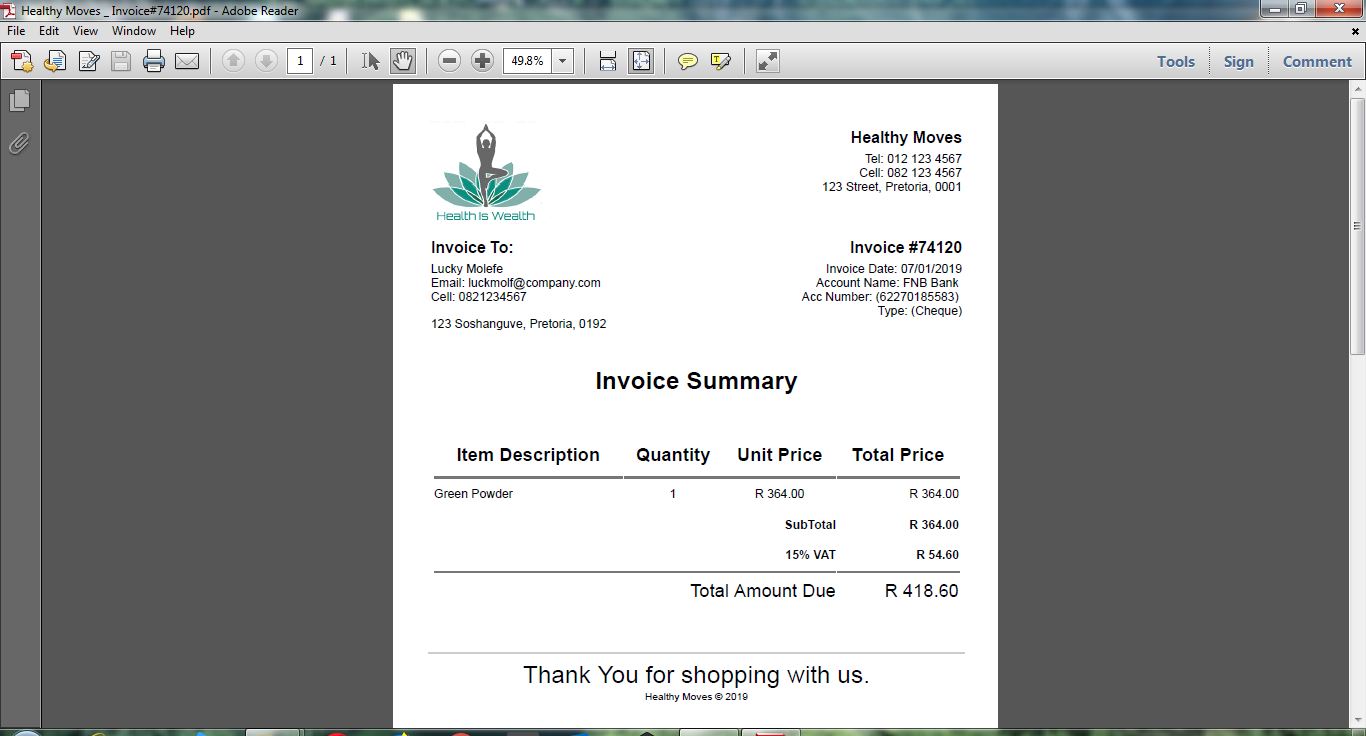 Healthy Moves _ Invoice#74120.pdf - Adobe Reader
File Edit View Window Help
1 / 1 49.8% Tools Sign Comment
Health Is Wealth
Healthy Moves
Tel: 012 123 4567
Cell: 082 123 4567
123 Street, Pretoria, 0001
Invoice To:
Lucky Molefe
Email: luckmolf@company.com
Cell: 0821234567
123 Soshanguve, Pretoria, 0192
Invoice #74120
Invoice Date: 07/01/2019
Account Name: FNB Bank
Acc Number: (62270185583)
Type: (Cheque)
Invoice Summary
Item Description Quantity Unit Price Total Price
Green Powder 1 R 364.00 R 364.00
SubTotal R 364.00
15% VAT R 54.60
Total Amount Due R 418.60
Thank You for shopping with us.
Healthy Moves © 2019